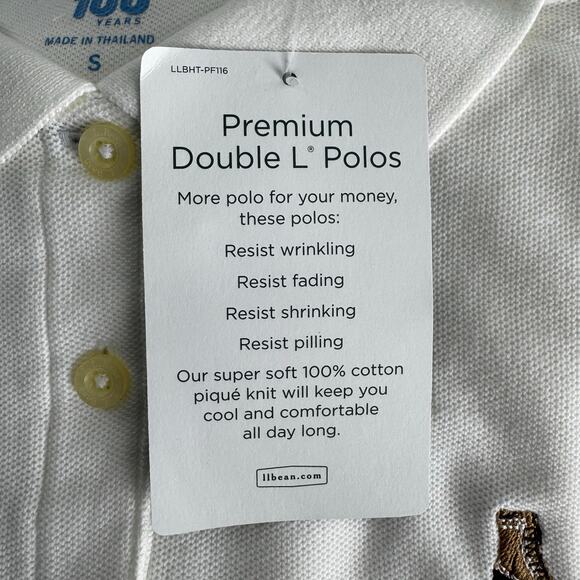 100
YEARS
MADE IN THAILAND
S
LLBHT-PF116
Premium
Double L® Polos
More polo for your money,
these polos:
Resist wrinkling
Resist fading
Resist shrinking
Resist pilling
Our super soft 100% cotton
piqué knit will keep you
cool and comfortable
all day long.
llbean.com